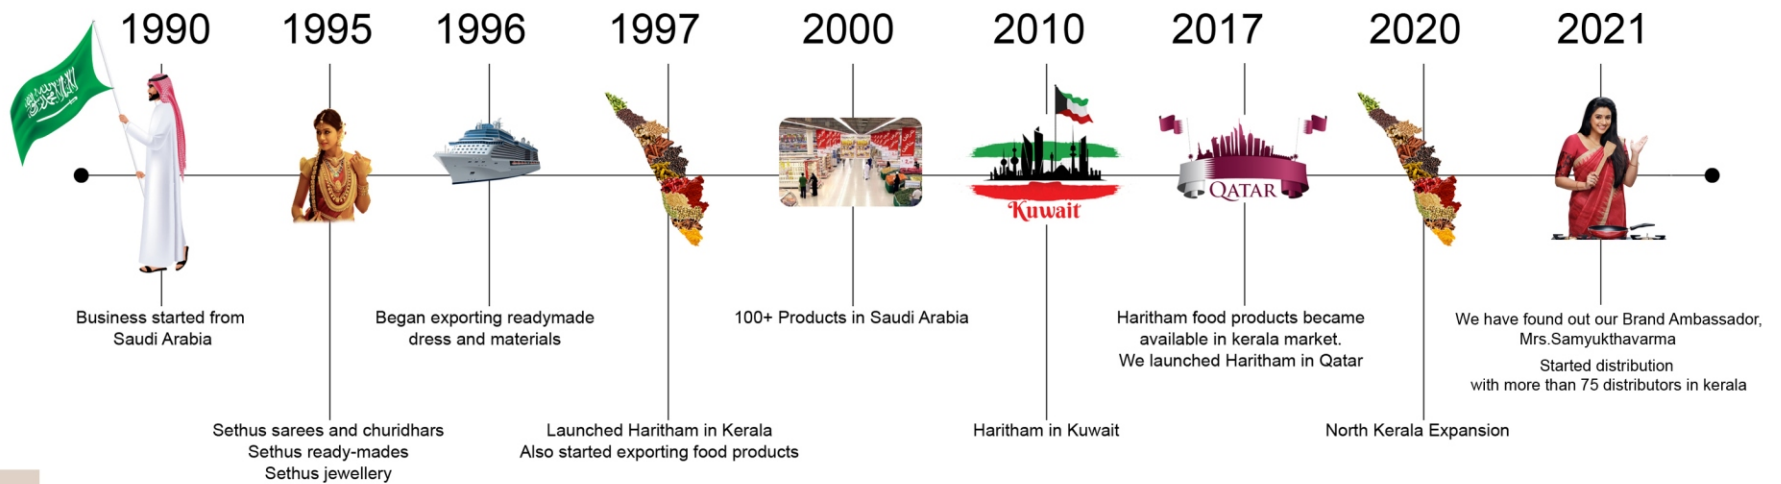 1990
1995
1996
1997
2000
2010
2017
2020
2021
Kuwait
QATAR
Business started from
Saudi Arabia
Sethus sarees and churidhars
Sethus ready-mades
Sethus jewellery
Began exporting readymade
dress and materials
Launched Haritham in Kerala
Also started exporting food products
100+ Products in Saudi Arabia
Haritham in Kuwait
Haritham food products became
available in kerala market.
We launched Haritham in Qatar
North Kerala Expansion
We have found out our Brand Ambassador,
Mrs.Samyukthavarma
Started distribution
with more than 75 distributors in kerala